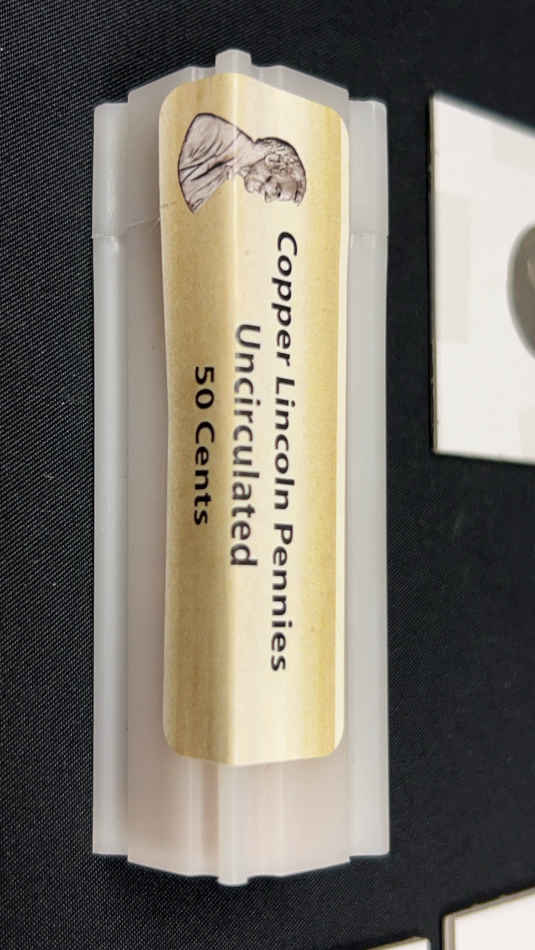 Copper Lincoln Pennies
Uncirculated
50 Cents